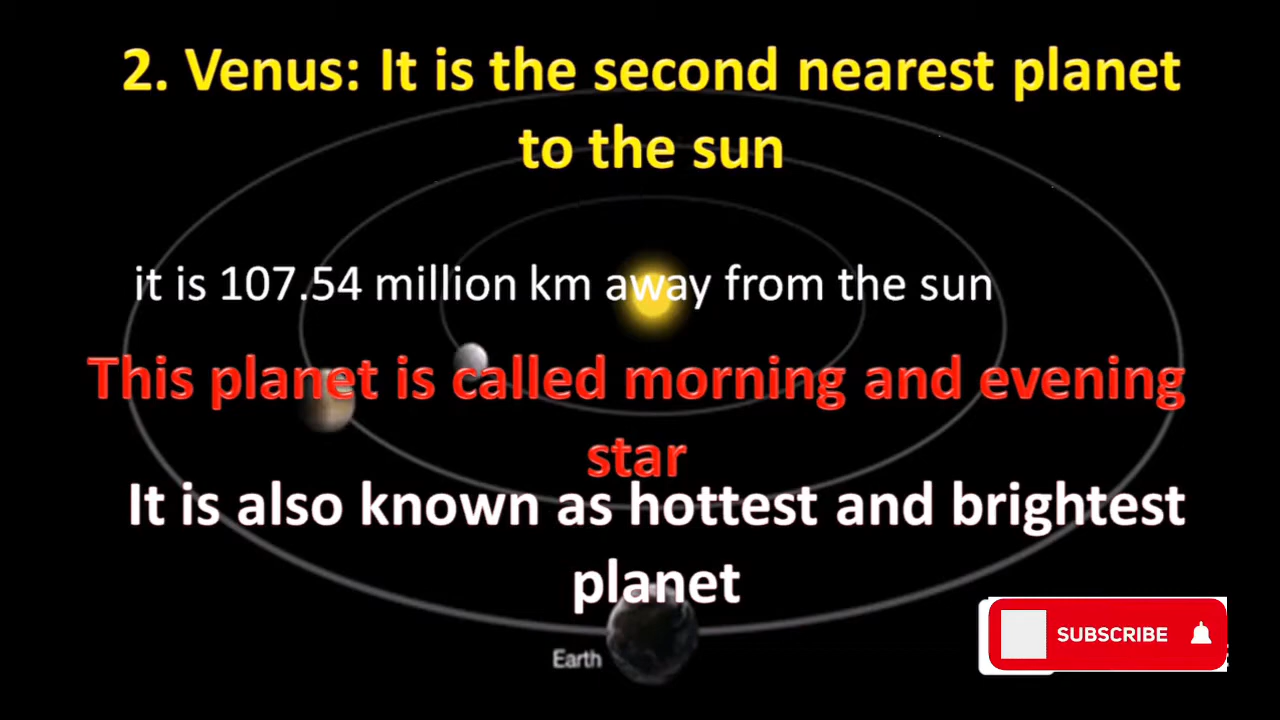 2. Venus: It is the second nearest planet
to the sun
it is 107.54 million km away from the sun
This planet is called morning and evening
star
It is also known as hottest and brightest
planet
SUBSCRIBE
Earth